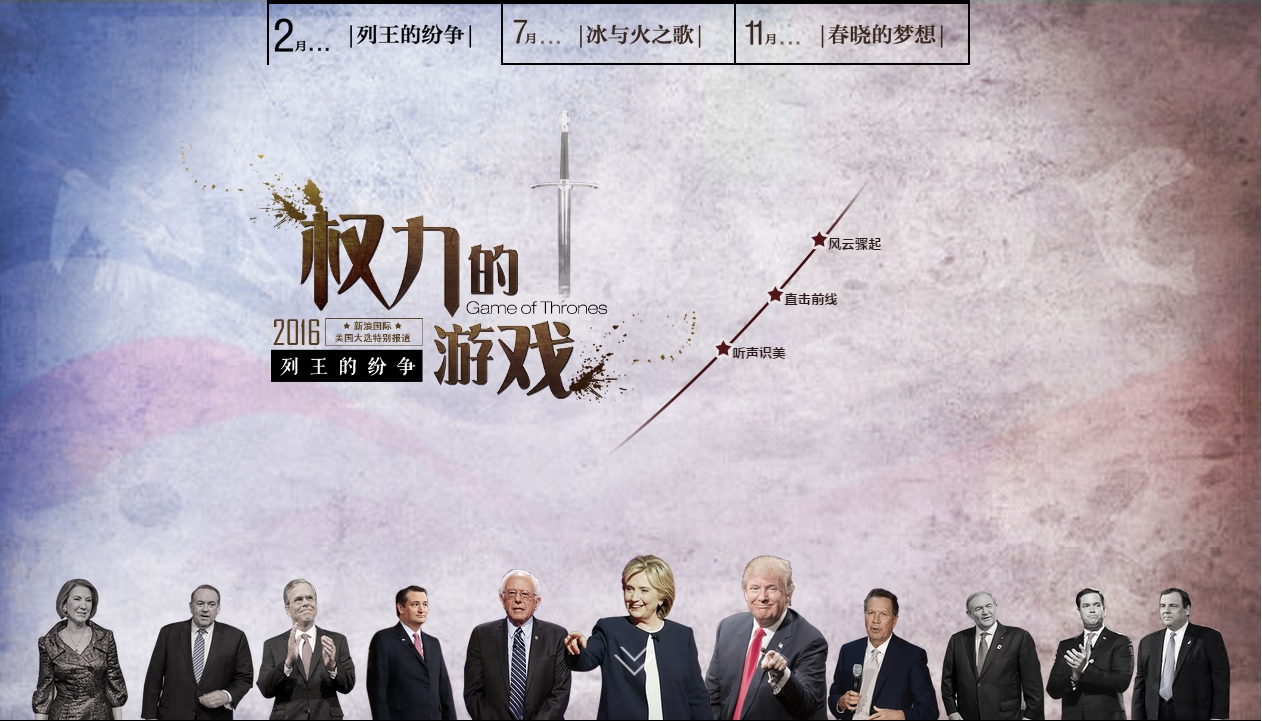 2月... |列王的纷争|
7月... |冰与火之歌|
11月... |春晓的梦想|
权力的
Game of Thrones
游戏
2016
★ 新浪国际 ★
美国大选特别报道
列王的纷争
风云骤起
直击前线
听声识美